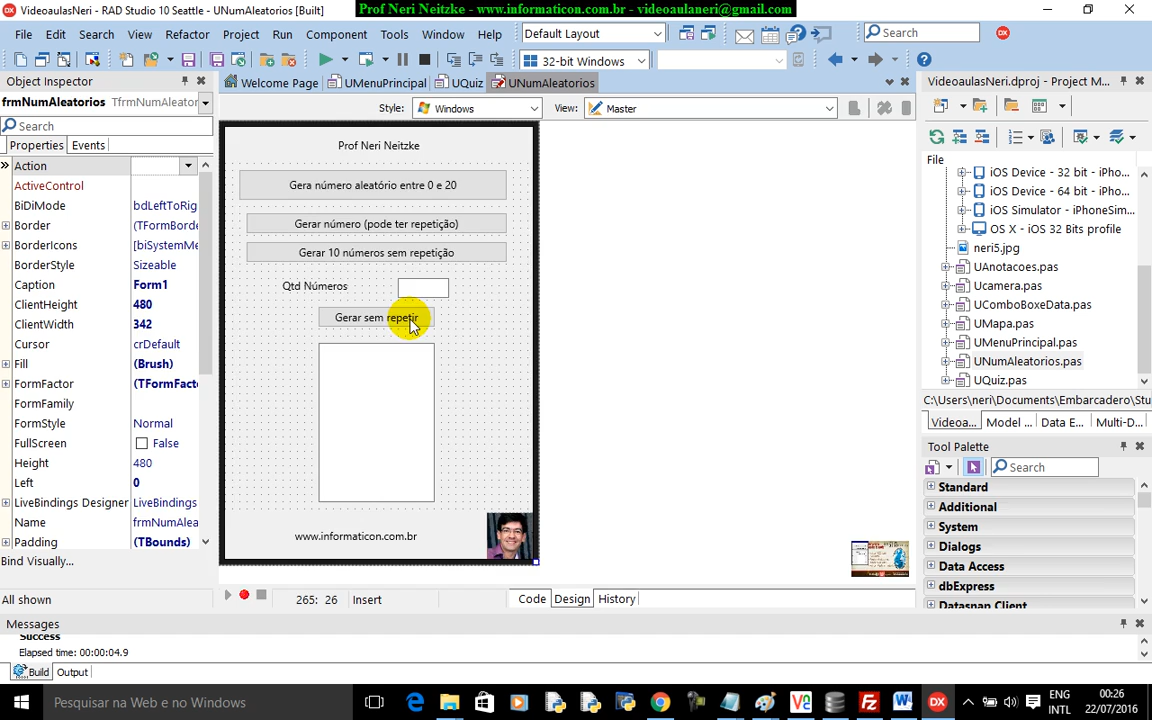 VideoaulasNeri - RAD Studio 10 Seattle - UNumAleatorios [Built]
Prof Neri Neitzke - www.informaticon.com.br - videoaulaneri@gmail.com
File Edit Search View Refactor Project Run Component Tools Window Help
Default Layout
Search
32-bit Windows
Object Inspector
frmNumAleatorios TfrmNumAleator
Search
Properties Events
Action
ActiveControl
BiDiMode bdLeftToRig
Border (TFormBorde
BorderIcons [biSystemMe
BorderStyle Sizeable
Caption Form1
ClientHeight 480
ClientWidth 342
Cursor crDefault
Fill (Brush)
FormFactor (TFormFact
FormFamily
FormStyle Normal
FullScreen False
Height 480
Left 0
LiveBindings Designer LiveBindings
Name frmNumAlea
Padding (TBounds)
Bind Visually...
All shown
Welcome Page UMenuPrincipal UQuiz UNumAleatorios
Style: Windows View: Master
Prof Neri Neitzke
Gera número aleatório entre 0 e 20
Gerar número (pode ter repetição)
Gerar 10 números sem repetição
Qtd Números
Gerar sem repetir
www.informaticon.com.br
265: 26 Insert
Code Design History
VideoaulasNeri.dproj - Project M...
File
iOS Device - 32 bit - iPho...
iOS Device - 64 bit - iPho...
iOS Simulator - iPhoneSim...
OS X - iOS 32 Bits profile
neri5.jpg
UAnotacoes.pas
Ucamera.pas
UComboBoxData.pas
UMapa.pas
UMenuPrincipal.pas
UNumAleatorios.pas
UQuiz.pas
C:\Users\neri\Documents\Embarcadero\Stu
Videoa... Model ... Data E... Multi-D...
Tool Palette
Search
Standard
Additional
System
Dialogs
Data Access
dbExpress
Datasnap Client
Messages
Success
Elapsed time: 00:00:04.9
Build Output
Pesquisar na Web e no Windows
ENG
INTL
00:26
22/07/2016